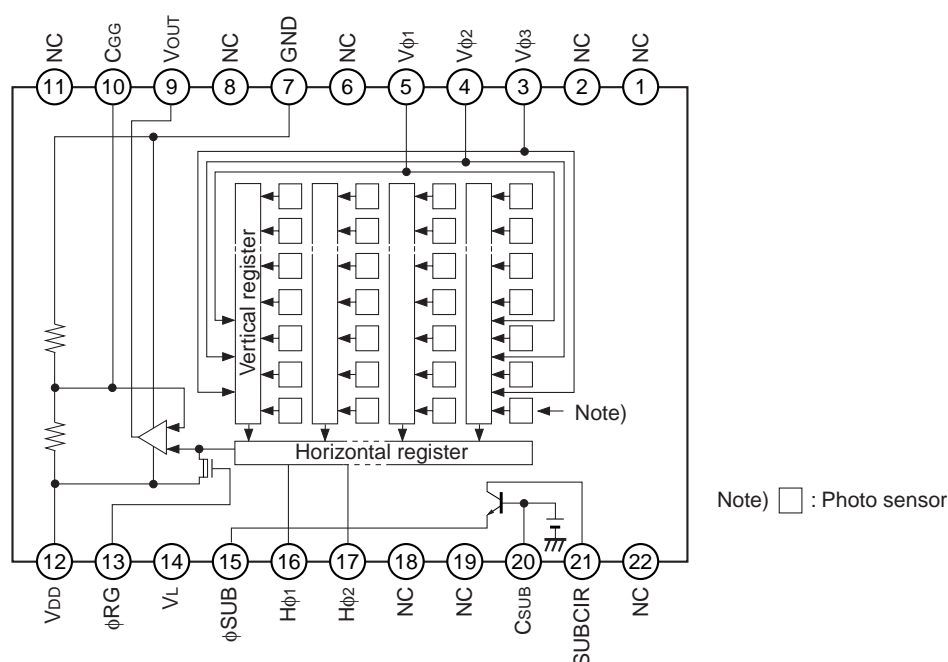 NC
CGG
VOUT
NC
GND
NC
Vϕ1
Vϕ2
Vϕ3
NC
NC
11
10
9
8
7
6
5
4
3
2
1
Vertical register
Note)
Horizontal register
Note) : Photo sensor
12
13
14
15
16
17
18
19
20
21
22
VDD
ϕRG
VL
ϕSUB
Hϕ1
Hϕ2
NC
NC
CSUB
SUBCIR
NC